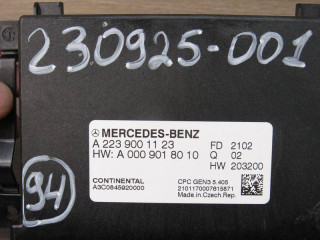 230925-001
MERCEDES-BENZ
A 223 900 11 23 FD 2102
HW: A 000 901 80 10 Q 02
HW 203200
CONTINENTAL CPC GEN3 5.405
A3C0845920000 2101170007615871
Made in Czech Rep.
94